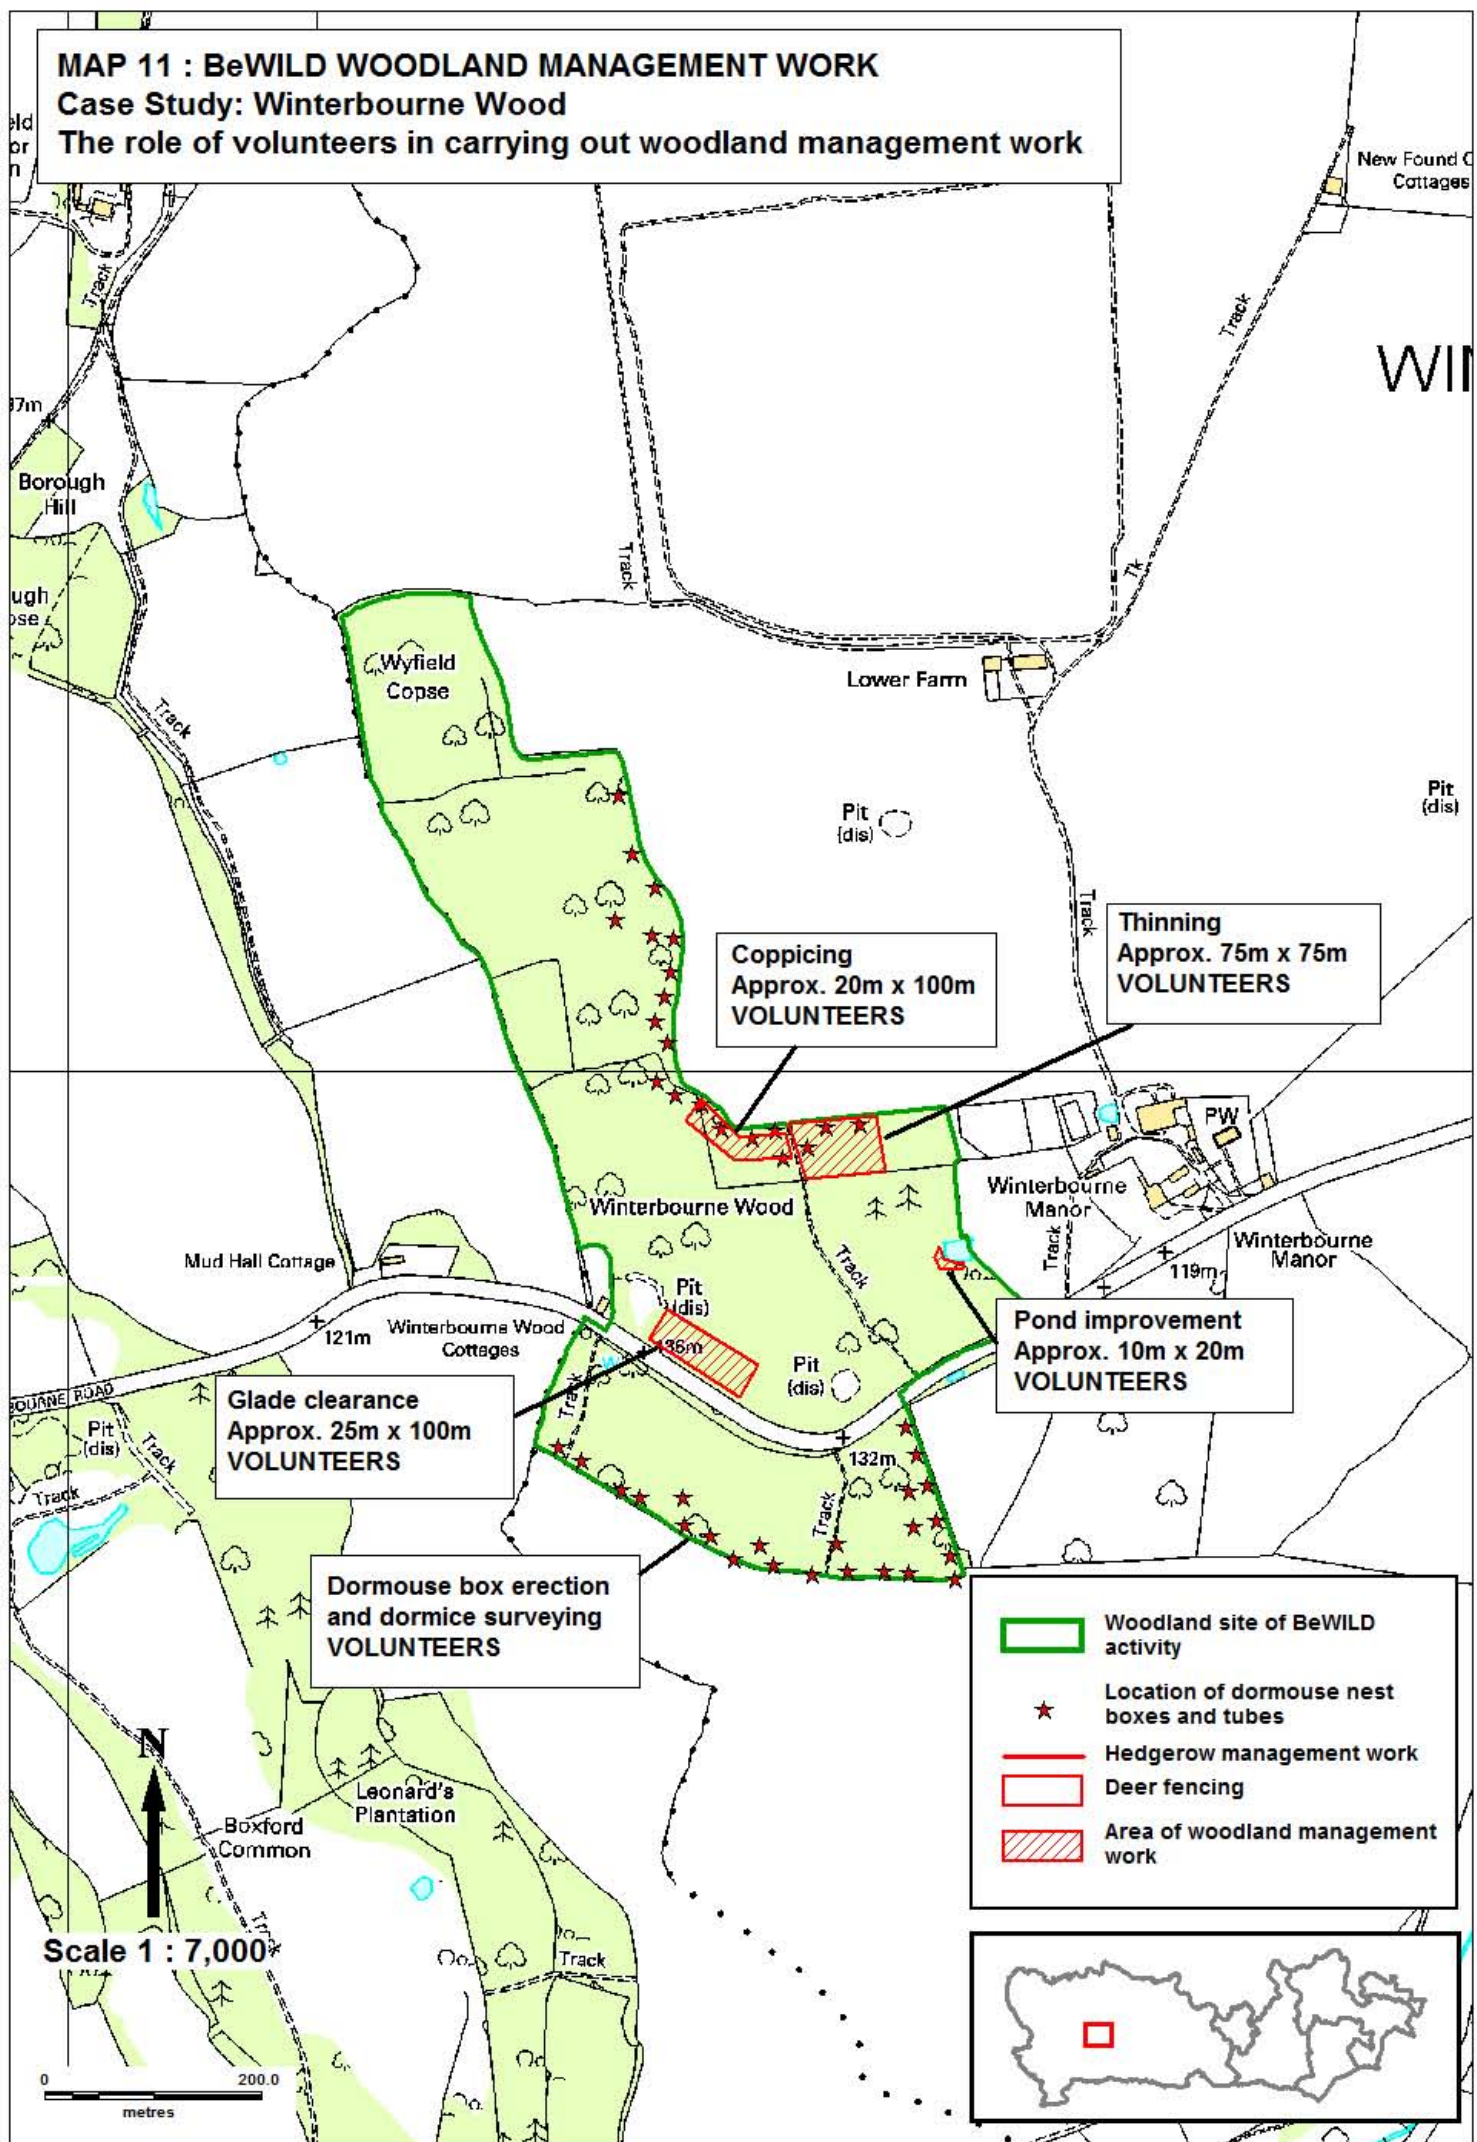 MAP 11 : BeWILD WOODLAND MANAGEMENT WORK
Case Study: Winterbourne Wood
The role of volunteers in carrying out woodland management work
New Found
Cottages
Track
Track
Borough
Hill
Track
Tk
Wyfield
Copse
Lower Farm
Track
Pit
(dis)
Pit
(dis)
Track
Thinning
Approx. 75m x 75m
VOLUNTEERS
Coppicing
Approx. 20m x 100m
VOLUNTEERS
PW
Winterbourne
Manor
Winterbourne Wood
Track
Track
Winterbourne
Manor
119m
Mud Hall Cottage
Pit
(dis)
121m
Winterbourne Wood
Cottages
Pond improvement
Approx. 10m x 20m
VOLUNTEERS
Pit
(dis)
W
Track
Glade clearance
Approx. 25m x 100m
VOLUNTEERS
ROAD
Pit
(dis)
Track
Track
132m
Track
Dormouse box erection
and dormice surveying
VOLUNTEERS
Woodland site of BeWILD
activity
Location of dormouse nest
boxes and tubes
Hedgerow management work
Deer fencing
Area of woodland management
work
N
Leonard's
Plantation
Boxford
Common
Scale 1 : 7,000
Track
0 200.0
metres